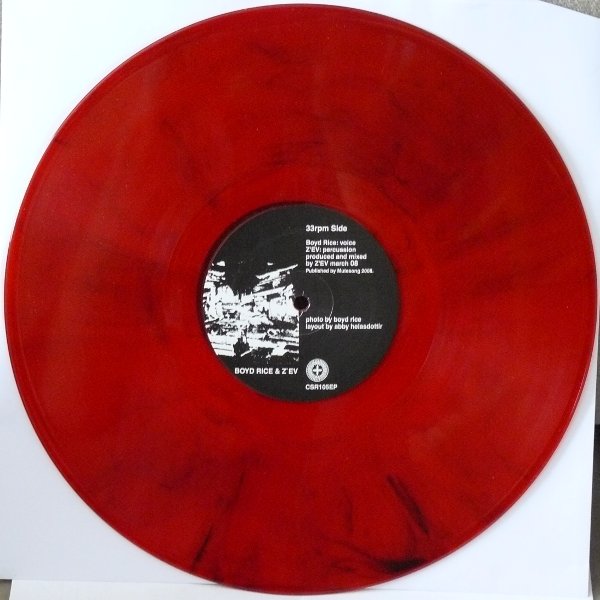 33rpm Side
Boyd Rice: voice
Z'EV: percussion
produced and mixed
by Z'EV march 08
Published by Mutesong 2008.
photo by boyd rice
layout by abby helasdottir
BOYD RICE & Z'EV
CSR105EP